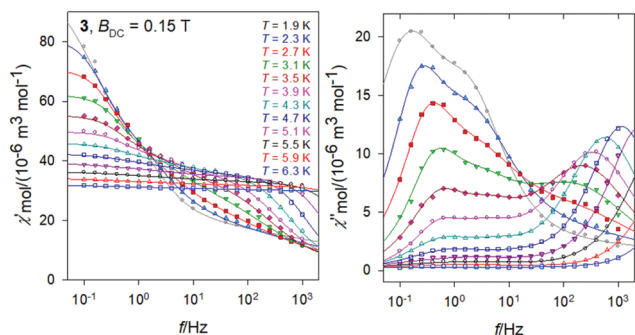 3, B_DC = 0.15 T
T = 1.9 K
T = 2.3 K
T = 2.7 K
T = 3.1 K
T = 3.5 K
T = 3.9 K
T = 4.3 K
T = 4.7 K
T = 5.1 K
T = 5.5 K
T = 5.9 K
T = 6.3 K
χ'mol/(10⁻⁶ m³ mol⁻¹)
80
60
40
20
0
10⁻¹ 10⁰ 10¹ 10² 10³
f/Hz
χ''mol/(10⁻⁶ m³ mol⁻¹)
20
15
10
5
0
10⁻¹ 10⁰ 10¹ 10² 10³
f/Hz